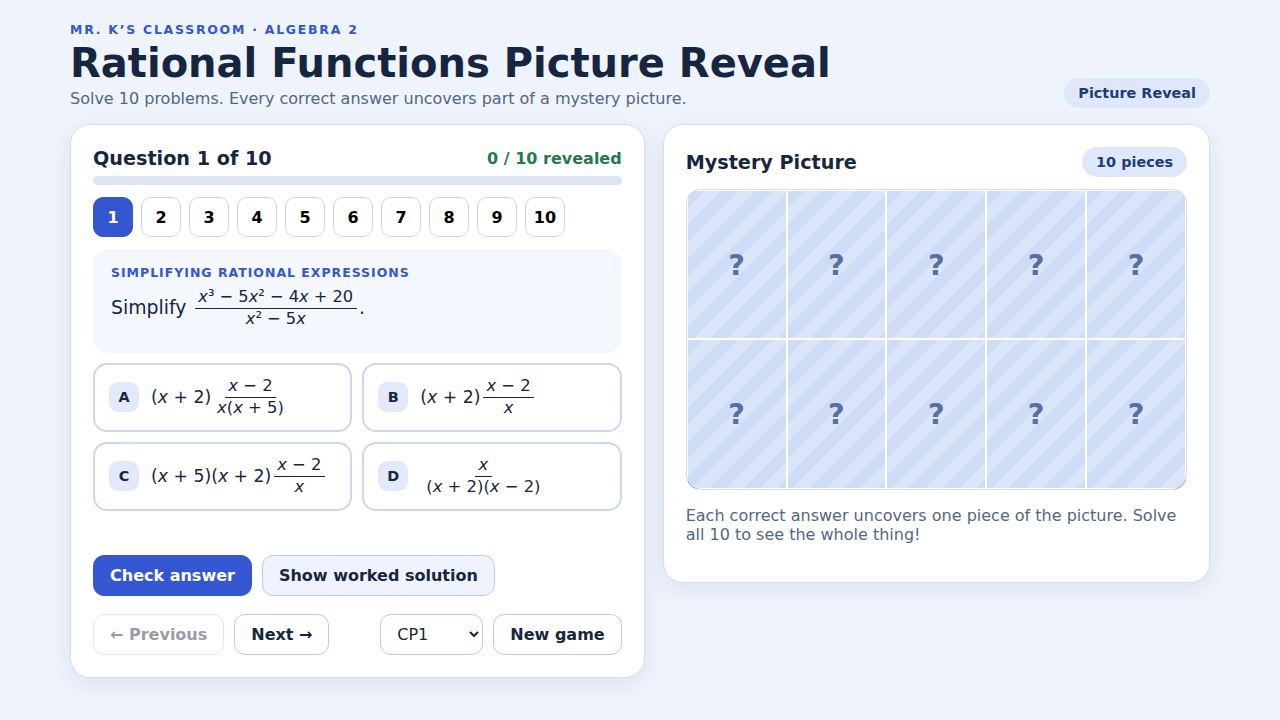 MR. K’S CLASSROOM · ALGEBRA 2
Rational Functions Picture Reveal
Solve 10 problems. Every correct answer uncovers part of a mystery picture.
Picture Reveal
Question 1 of 10
0 / 10 revealed
1 2 3 4 5 6 7 8 9 10
SIMPLIFYING RATIONAL EXPRESSIONS
Simplify (x³ − 5x² − 4x + 20)/(x² − 5x).
A (x + 2) (x − 2)/(x(x + 5))
B (x + 2) (x − 2)/x
C (x + 5)(x + 2) (x − 2)/x
D x/((x + 2)(x − 2))
Check answer
Show worked solution
← Previous
Next →
CP1
New game
Mystery Picture
10 pieces
? ? ? ? ?
? ? ? ? ?
Each correct answer uncovers one piece of the picture. Solve
all 10 to see the whole thing!